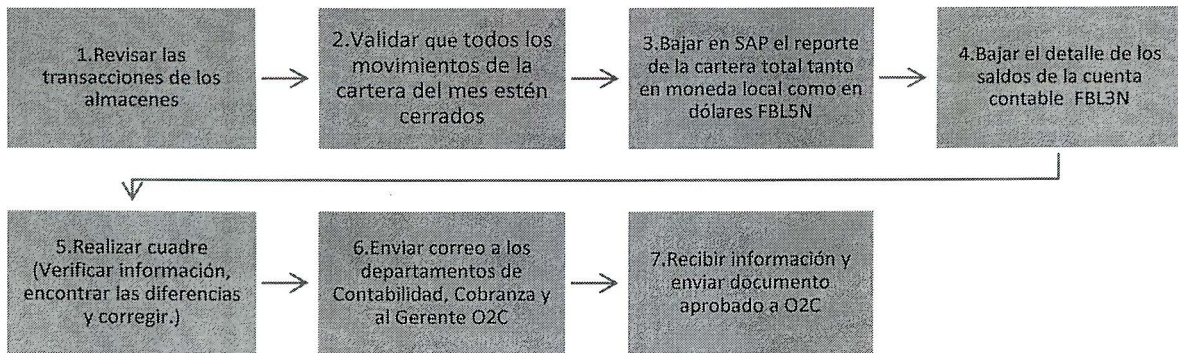 1.Revisar las
transacciones de los
almacenes
2.Validar que todos los
movimientos de la
cartera del mes estén
cerrados
3.Bajar en SAP el reporte
de la cartera total tanto
en moneda local como en
dólares FBL5N
4.Bajar el detalle de los
saldos de la cuenta
contable FBL3N
5.Realizar cuadre
(Verificar información,
encontrar las diferencias
y corregir.)
6.Enviar correo a los
departamentos de
Contabilidad, Cobranza y
al Gerente O2C
7.Recibir información y
enviar documento
aprobado a O2C